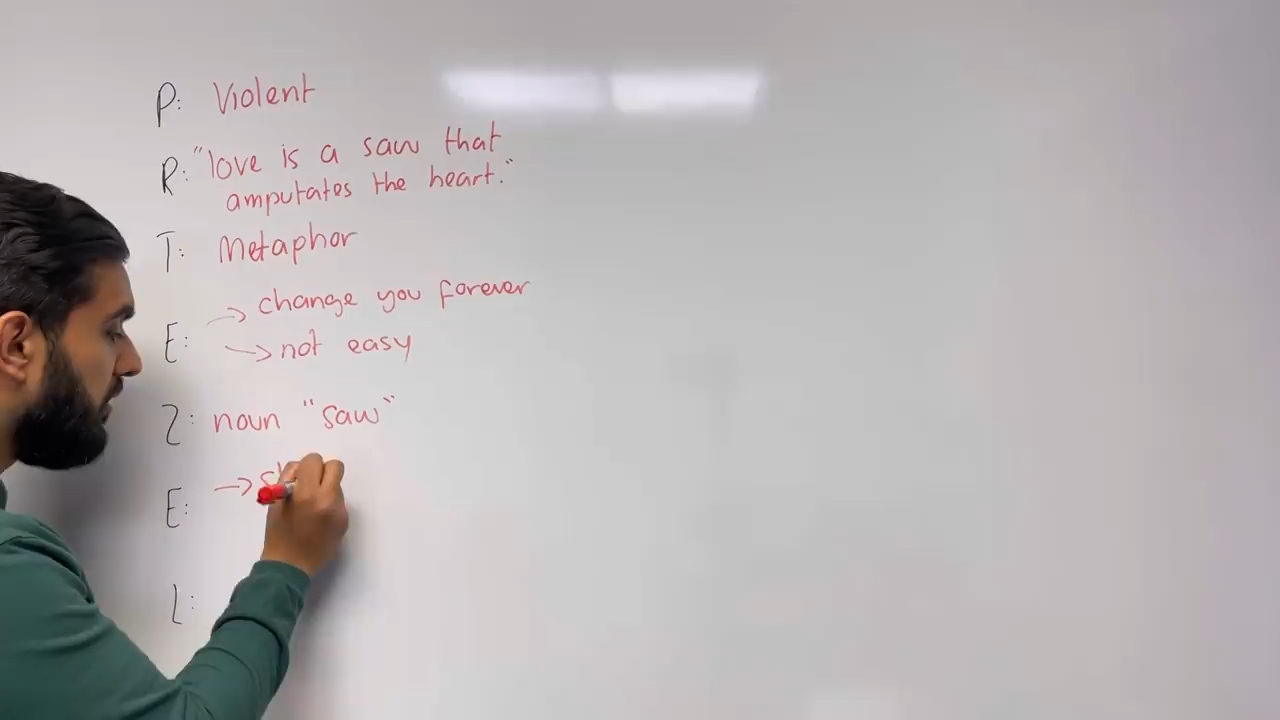 P: Violent
R: "love is a saw that
amputates the heart."
T: Metaphor
E: → change you forever
→ not easy
Z: noun "saw"
E: →
L: